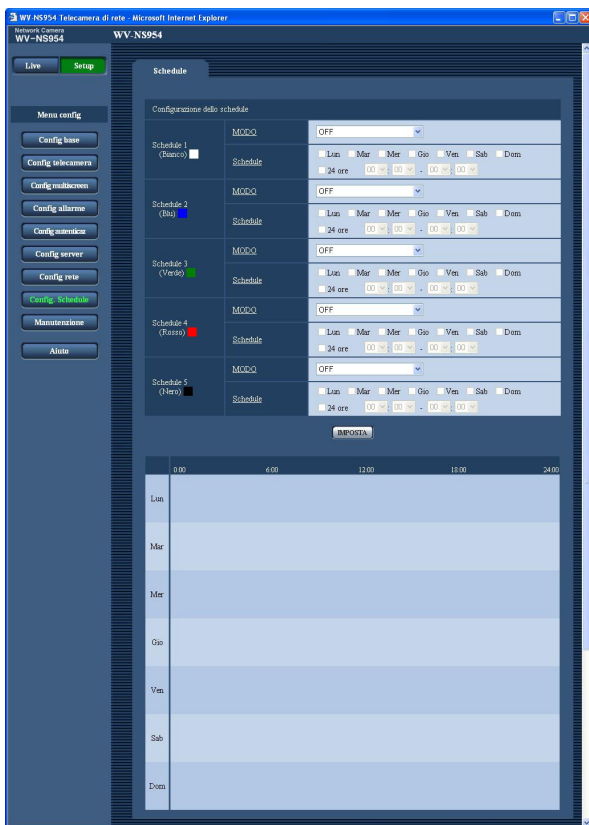 WV-NS954 Telecamera di rete - Microsoft Internet Explorer
Network Camera
WV-NS954
WV-NS954
Live
Setup
Menu config
Config base
Config telecamera
Config multiscreen
Config allarme
Config autenticaz
Config server
Config rete
Config. Schedule
Manutenzione
Aiuto
Schedule
Configurazione dello schedule
Schedule 1
(Bianco)
MODO
OFF
Schedule
Lun Mar Mer Gio Ven Sab Dom
24 ore 00 : 00 - 00 : 00
Schedule 2
(Blu)
MODO
OFF
Schedule
Lun Mar Mer Gio Ven Sab Dom
24 ore 00 : 00 - 00 : 00
Schedule 3
(Verde)
MODO
OFF
Schedule
Lun Mar Mer Gio Ven Sab Dom
24 ore 00 : 00 - 00 : 00
Schedule 4
(Rosso)
MODO
OFF
Schedule
Lun Mar Mer Gio Ven Sab Dom
24 ore 00 : 00 - 00 : 00
Schedule 5
(Nero)
MODO
OFF
Schedule
Lun Mar Mer Gio Ven Sab Dom
24 ore 00 : 00 - 00 : 00
IMPOSTA
0:00 6:00 12:00 18:00 24:00
Lun
Mar
Mer
Gio
Ven
Sab
Dom